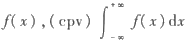 f(x),(cpv)∫_{-∞}^{+∞} f(x)dx